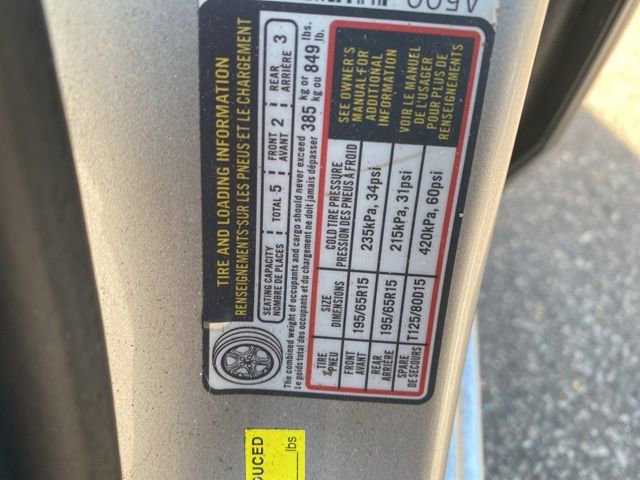 A500
TIRE AND LOADING INFORMATION
RENSEIGNEMENTS SUR LES PNEUS ET LE CHARGEMENT
SEATING CAPACITY
NOMBRE DE PLACES
TOTAL 5
FRONT
AVANT 2
REAR
ARRIÈRE 3
The combined weight of occupants and cargo should never exceed 385 kg or 849 lbs.
Le poids total des occupants et du chargement ne doit jamais dépasser 385 kg ou 849 lb.
TIRE
PNEU
SIZE
DIMENSIONS
COLD TIRE PRESSURE
PRESSION DES PNEUS A FROID
SEE OWNER'S
MANUAL FOR
ADDITIONAL
INFORMATION
VOIR LE MANUEL
DE L'USAGER
POUR PLUS DE
RENSEIGNEMENTS
FRONT
AVANT
195/65R15
235kPa, 34psi
REAR
ARRIÈRE
195/65R15
215kPa, 31psi
SPARE
DE SECOURS
T125/80D15
420kPa, 60psi
DUCED
lbs